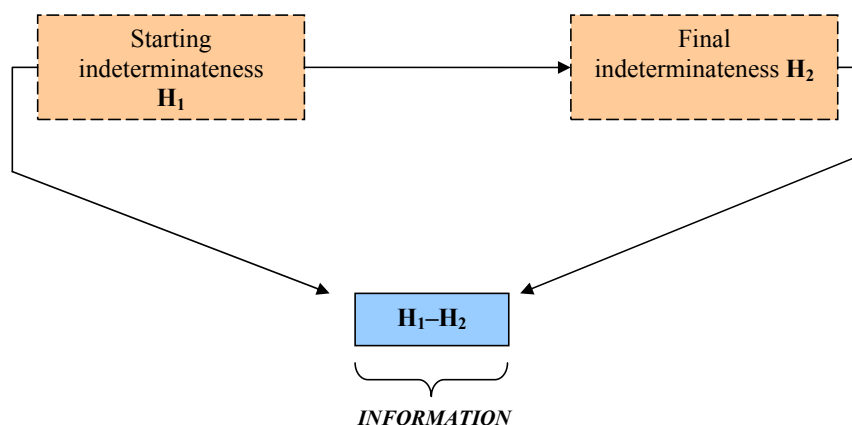 Starting
indeterminateness
H₁
Final
indeterminateness H₂
H₁–H₂
INFORMATION